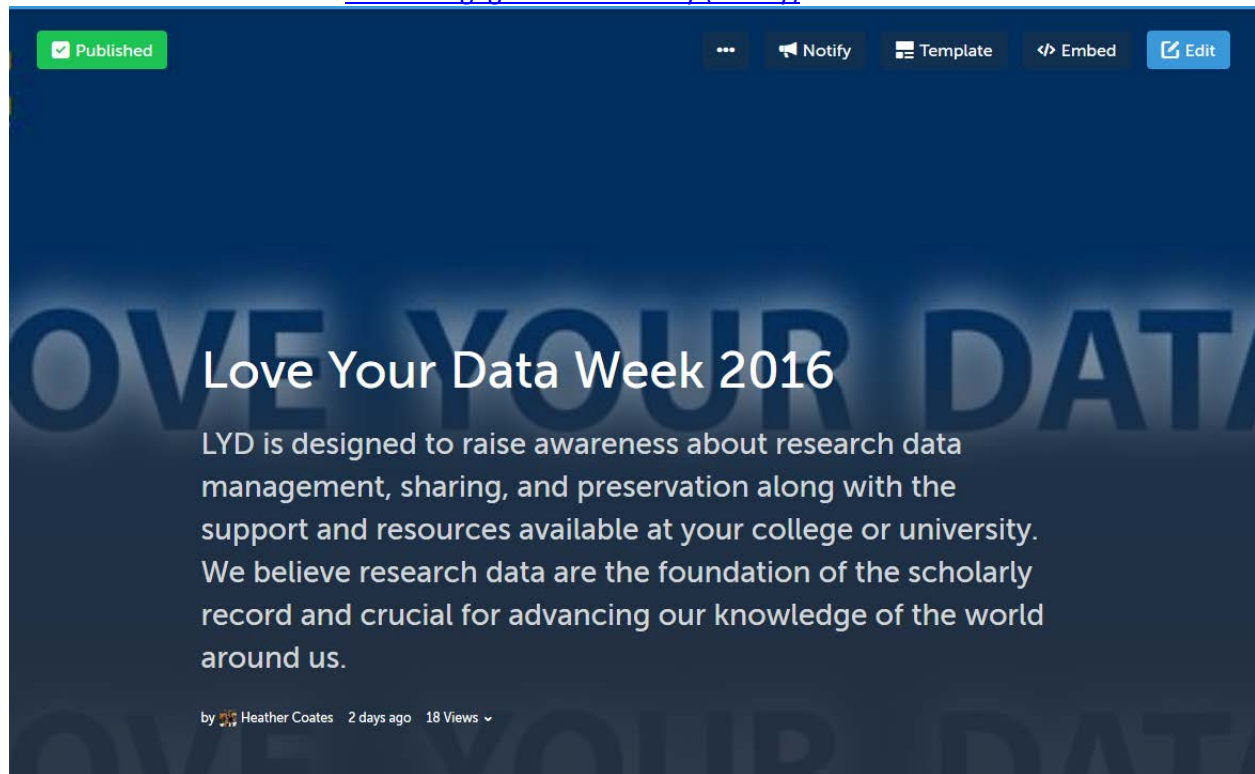 Published
••• Notify Template </> Embed Edit
OVE YOUR DATA
Love Your Data Week 2016
LYD is designed to raise awareness about research data
management, sharing, and preservation along with the
support and resources available at your college or university.
We believe research data are the foundation of the scholarly
record and crucial for advancing our knowledge of the world
around us.
by Heather Coates 2 days ago 18 Views
OVE YOUR DATA